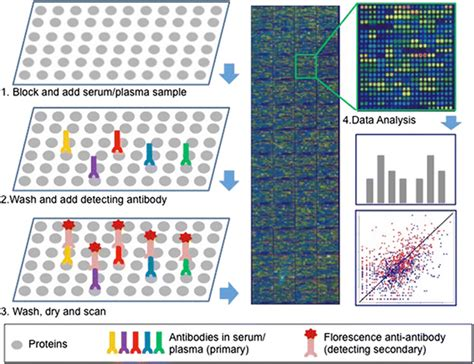 1. Block and add serum/plasma sample
2.Wash and add detecting antibody
3. Wash, dry and scan
4.Data Analysis
Proteins
Antibodies in serum/
plasma (primary)
Florescence anti-antibody
(detecting secondary)